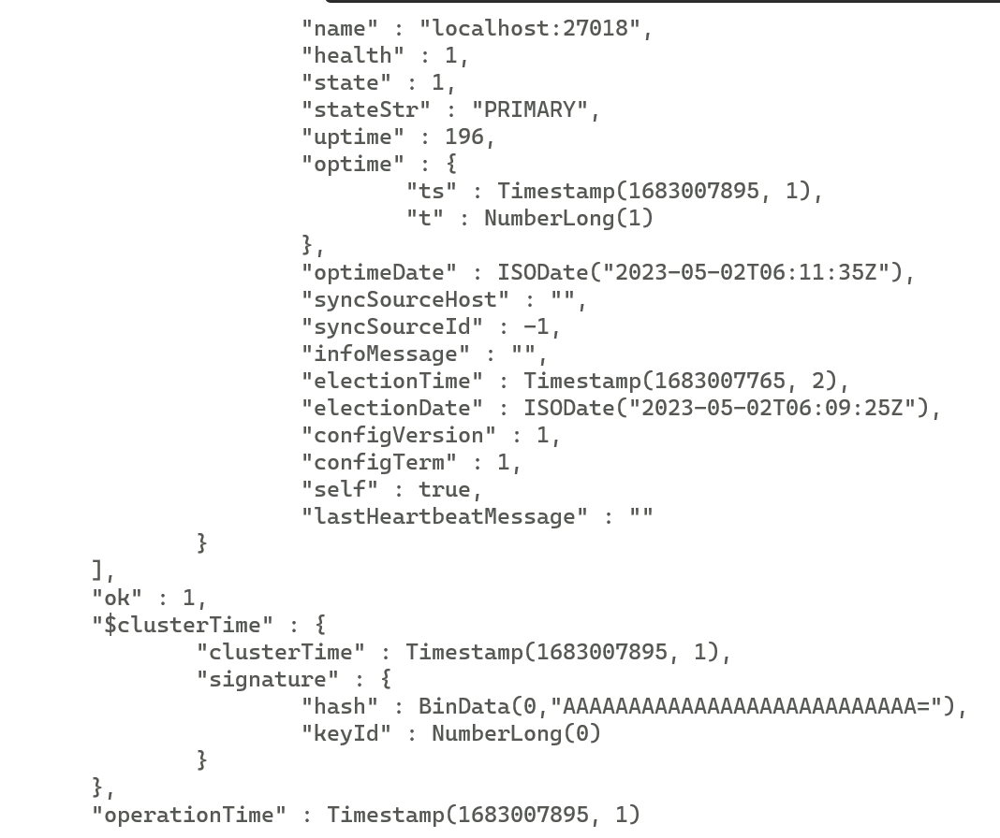 "name" : "localhost:27018",
"health" : 1,
"state" : 1,
"stateStr" : "PRIMARY",
"uptime" : 196,
"optime" : {
"ts" : Timestamp(1683007895, 1),
"t" : NumberLong(1)
},
"optimeDate" : ISODate("2023-05-02T06:11:35Z"),
"syncSourceHost" : "",
"syncSourceId" : -1,
"infoMessage" : "",
"electionTime" : Timestamp(1683007765, 2),
"electionDate" : ISODate("2023-05-02T06:09:25Z"),
"configVersion" : 1,
"configTerm" : 1,
"self" : true,
"lastHeartbeatMessage" : ""
}
],
"ok" : 1,
"$clusterTime" : {
"clusterTime" : Timestamp(1683007895, 1),
"signature" : {
"hash" : BinData(0,"AAAAAAAAAAAAAAAAAAAAAAAAAAA="),
"keyId" : NumberLong(0)
}
},
"operationTime" : Timestamp(1683007895, 1)